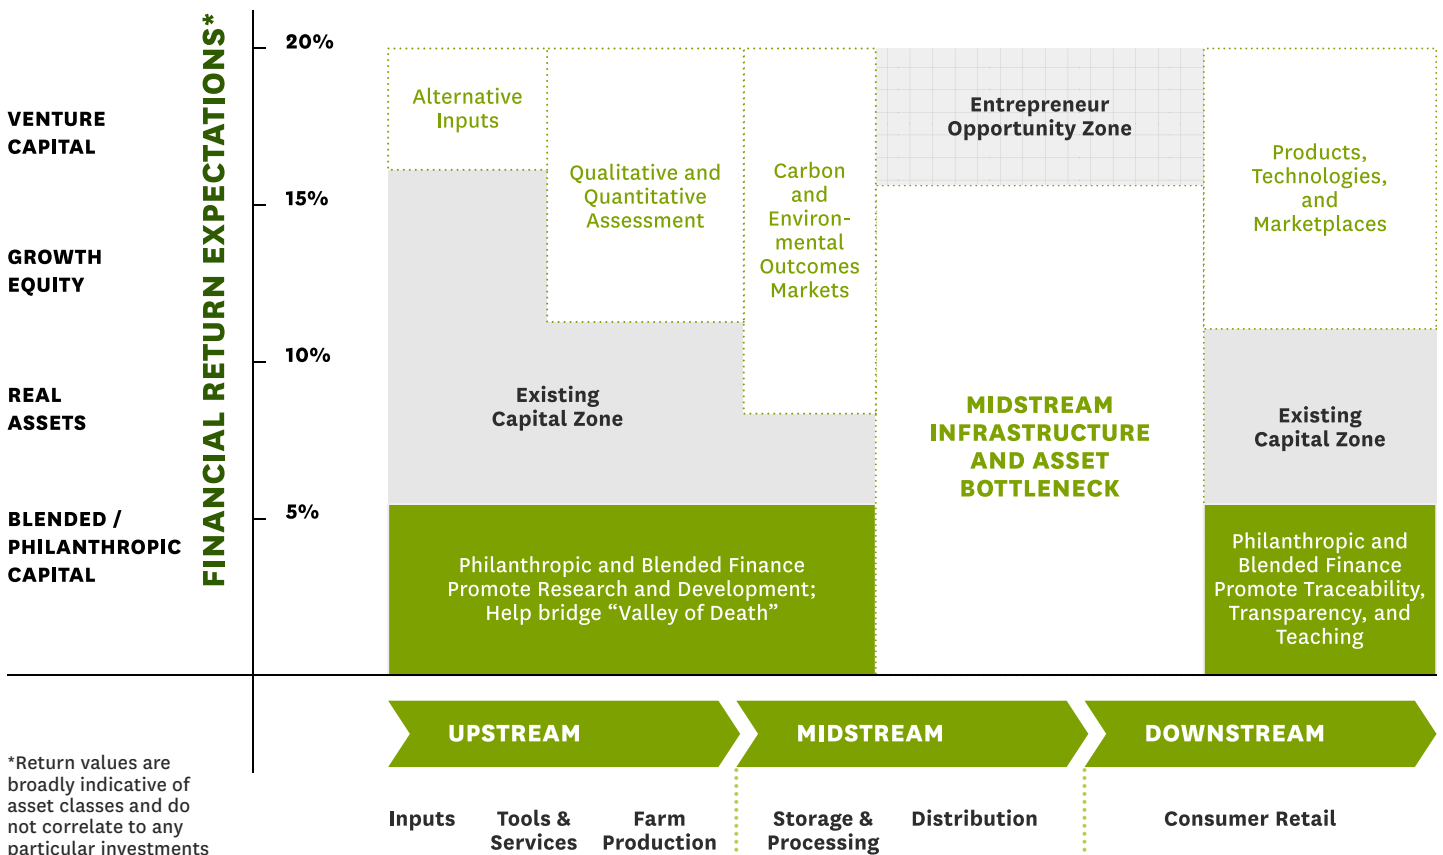 FINANCIAL RETURN EXPECTATIONS*
VENTURE
CAPITAL
GROWTH
EQUITY
REAL
ASSETS
BLENDED /
PHILANTHROPIC
CAPITAL
20%
15%
10%
5%
Alternative
Inputs
Qualitative and
Quantitative
Assessment
Carbon
and
Environ-
mental
Outcomes
Markets
Entrepreneur
Opportunity Zone
Products,
Technologies,
and
Marketplaces
Existing
Capital Zone
MIDSTREAM
INFRASTRUCTURE
AND ASSET
BOTTLENECK
Existing
Capital Zone
Philanthropic and Blended Finance
Promote Research and Development;
Help bridge “Valley of Death”
Philanthropic and
Blended Finance
Promote Traceability,
Transparency, and
Teaching
UPSTREAM
MIDSTREAM
DOWNSTREAM
Inputs
Tools &
Services
Farm
Production
Storage &
Processing
Distribution
Consumer Retail
*Return values are
broadly indicative of
asset classes and do
not correlate to any
particular investments